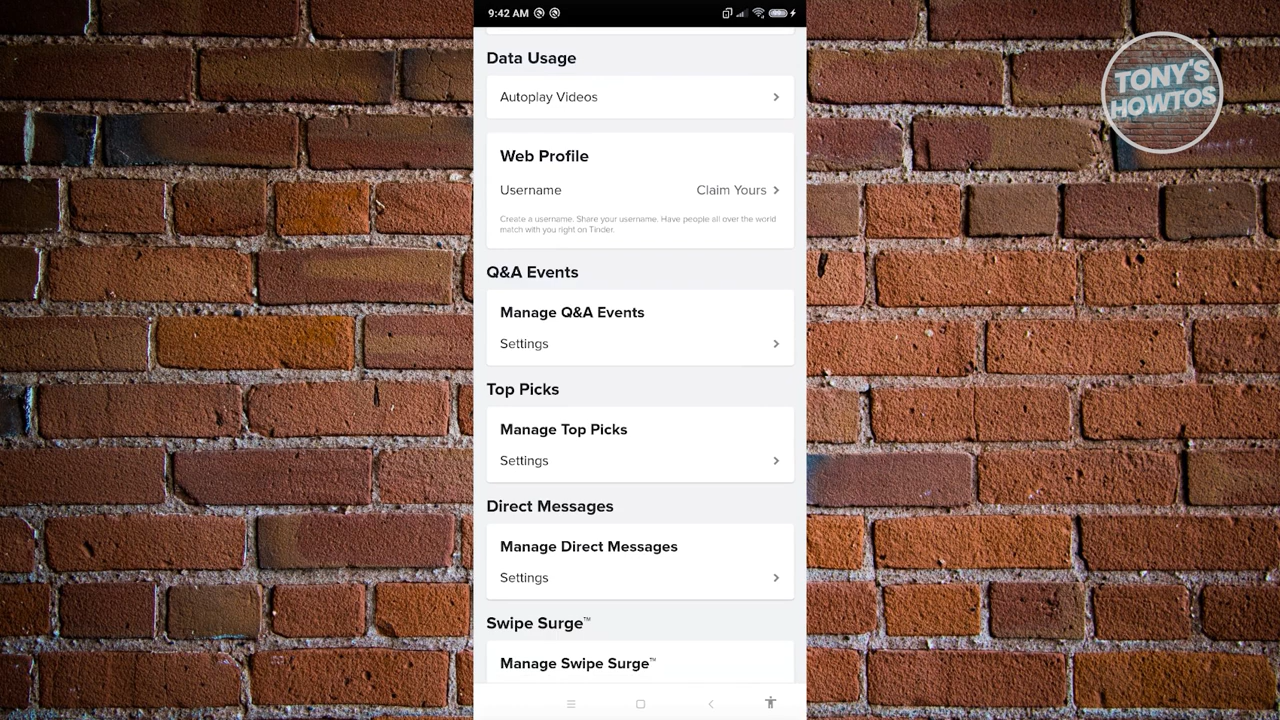 9:42 AM
TONY'S
HOWTOS
Data Usage
Autoplay Videos
Web Profile
Username Claim Yours
Create a username. Share your username. Have people all over the world
match with you right on Tinder.
Q&A Events
Manage Q&A Events
Settings
Top Picks
Manage Top Picks
Settings
Direct Messages
Manage Direct Messages
Settings
Swipe Surge™
Manage Swipe Surge™